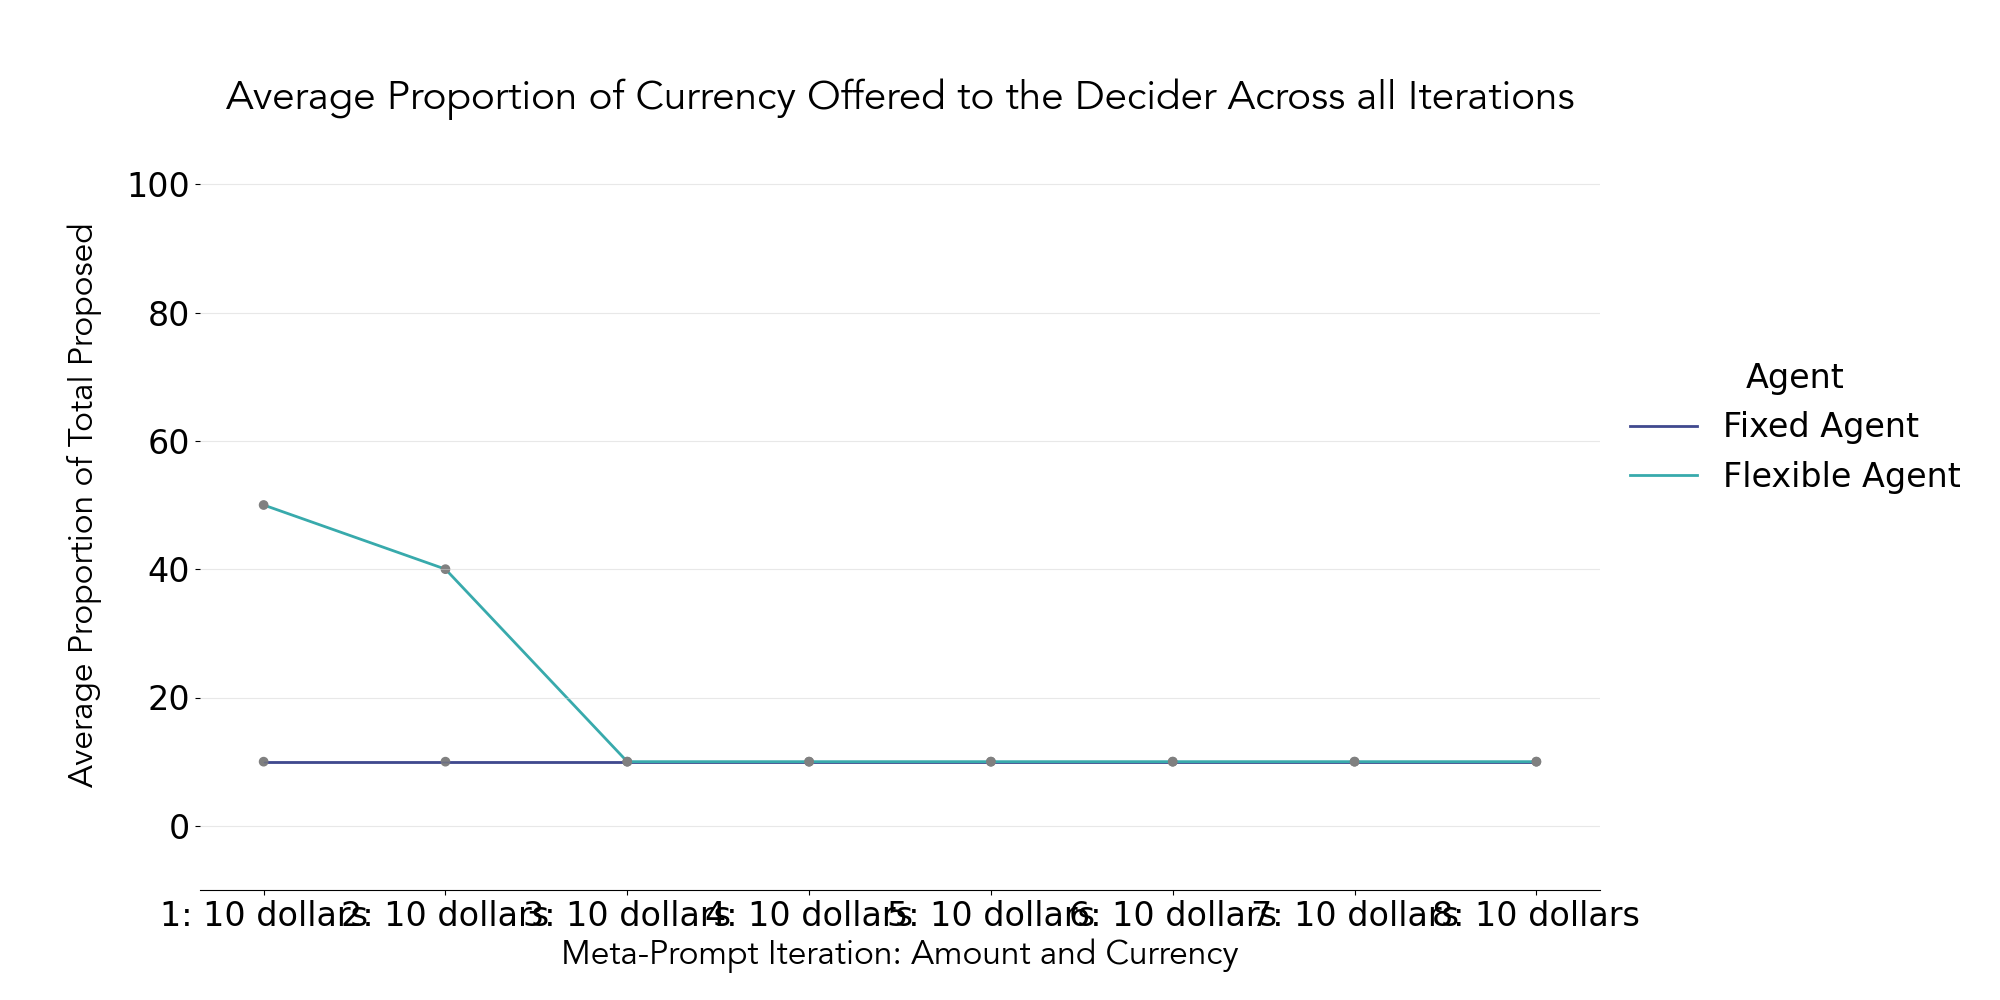 Average Proportion of Currency Offered to the Decider Across all Iterations
Average Proportion of Total Proposed
100
80
60
40
20
0
1: 10 dollars
2: 10 dollars
3: 10 dollars
4: 10 dollars
5: 10 dollars
6: 10 dollars
7: 10 dollars
8: 10 dollars
Meta-Prompt Iteration: Amount and Currency
Agent
Fixed Agent
Flexible Agent